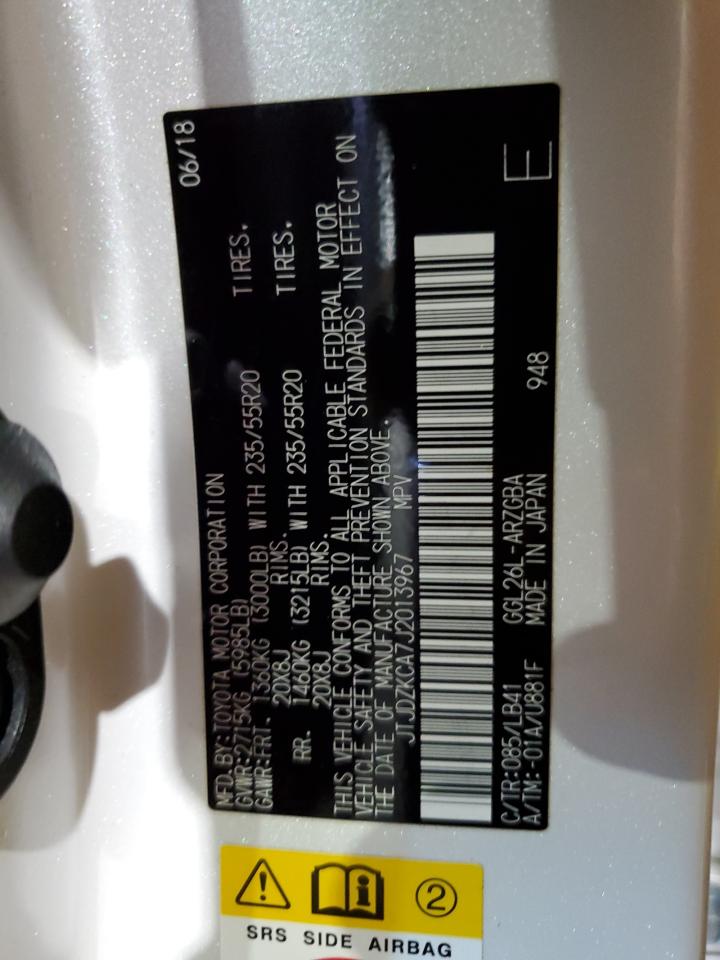 MFD.BY:TOYOTA MOTOR CORPORATION 06/18
GVWR:2715KG (5985LB)
GAWR:FRT. 1360KG (3000LB) WITH 235/55R20 TIRES.
20X8J RIMS.
RR. 1460KG (3215LB) WITH 235/55R20 TIRES.
20X8J RIMS.
THIS VEHICLE CONFORMS TO ALL APPLICABLE FEDERAL MOTOR
VEHICLE SAFETY AND THEFT PREVENTION STANDARDS IN EFFECT ON
THE DATE OF MANUFACTURE SHOWN ABOVE.
JTJDZKCA7J2013967 MPV
C/TR:085/LB41 GGL26L-ARZGBA
A/TM:-01A/U881F MADE IN JAPAN 948 E
2
SRS SIDE AIRBAG